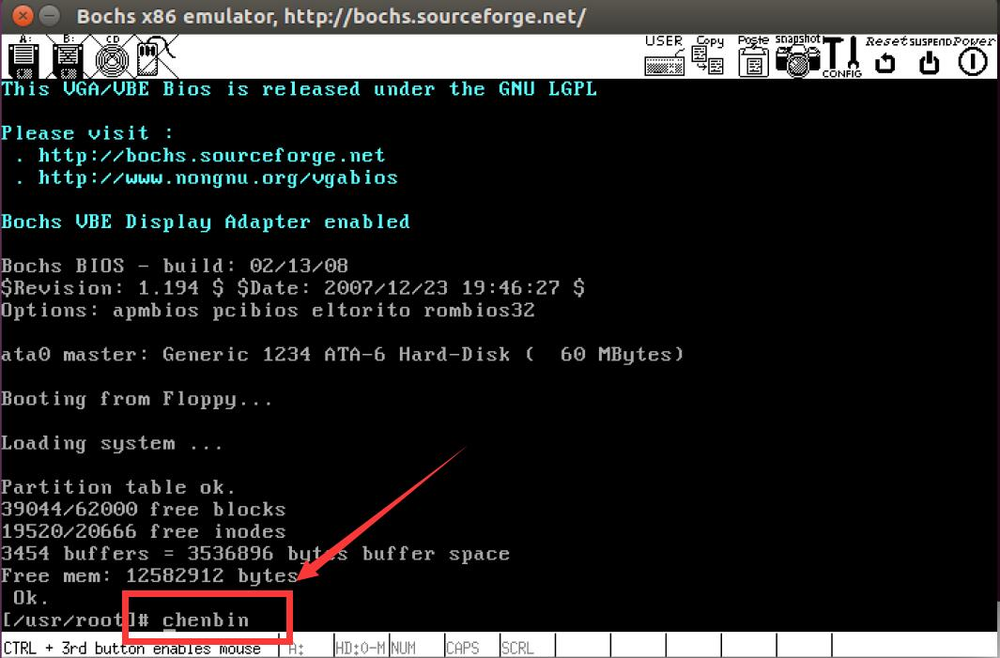 Bochs x86 emulator, http://bochs.sourceforge.net/
A: B: CD USER Copy Paste snapshot CONFIG Reset SUSPEND Power
This VGA/VBE Bios is released under the GNU LGPL
Please visit :
. http://bochs.sourceforge.net
. http://www.nongnu.org/vgabios
Bochs VBE Display Adapter enabled
Bochs BIOS - build: 02/13/08
$Revision: 1.194 $ $Date: 2007/12/23 19:46:27 $
Options: apmbios pcibios eltorito rombios32
ata0 master: Generic 1234 ATA-6 Hard-Disk (  60 MBytes)
Booting from Floppy...
Loading system ...
Partition table ok.
39044/62000 free blocks
19520/20666 free inodes
3454 buffers = 3536896 bytes buffer space
Free mem: 12582912 bytes
Ok.
[/usr/root]# chenbin
CTRL + 3rd button enables mouse A: HD:0-M NUM CAPS SCRL